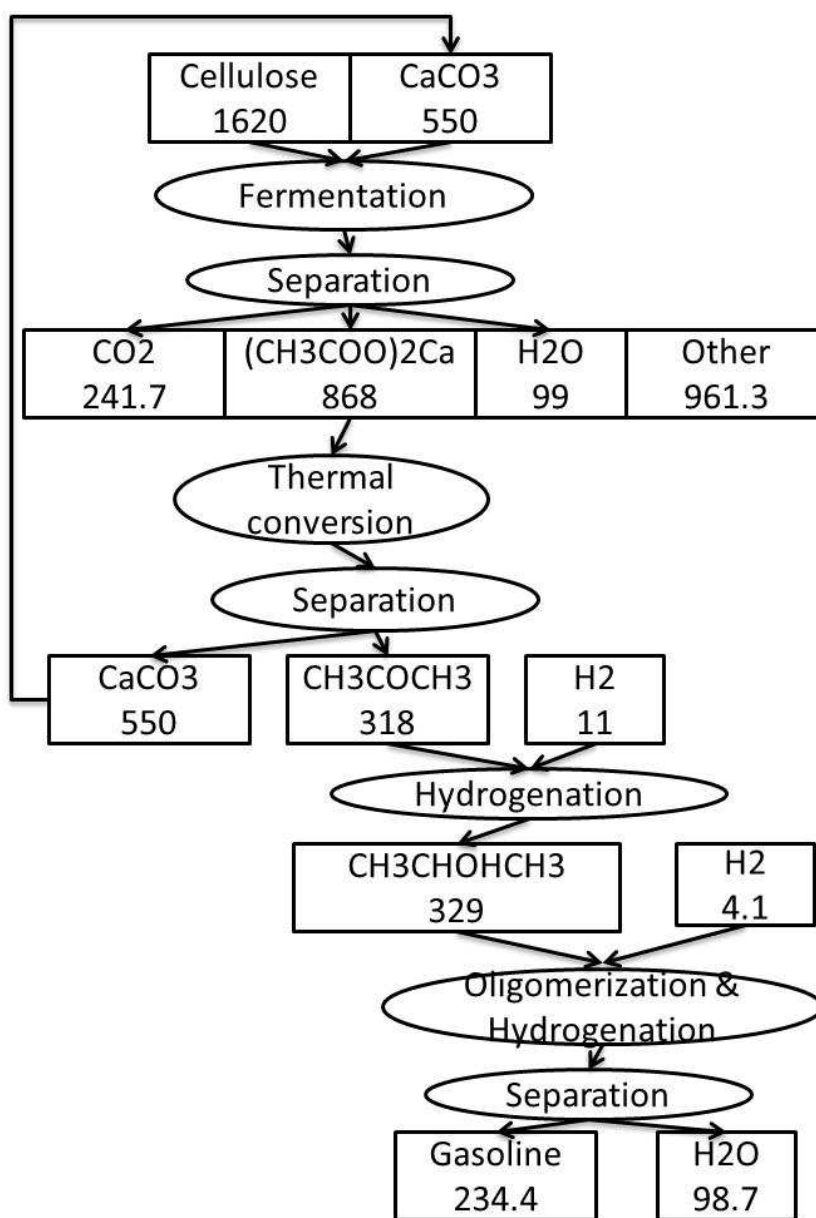 Cellulose
1620
CaCO3
550
Fermentation
Separation
CO2
241.7
(CH3COO)2Ca
868
H2O
99
Other
961.3
Thermal
conversion
Separation
CaCO3
550
CH3COCH3
318
H2
11
Hydrogenation
CH3CHOHCH3
329
H2
4.1
Oligomerization &
Hydrogenation
Separation
Gasoline
234.4
H2O
98.7